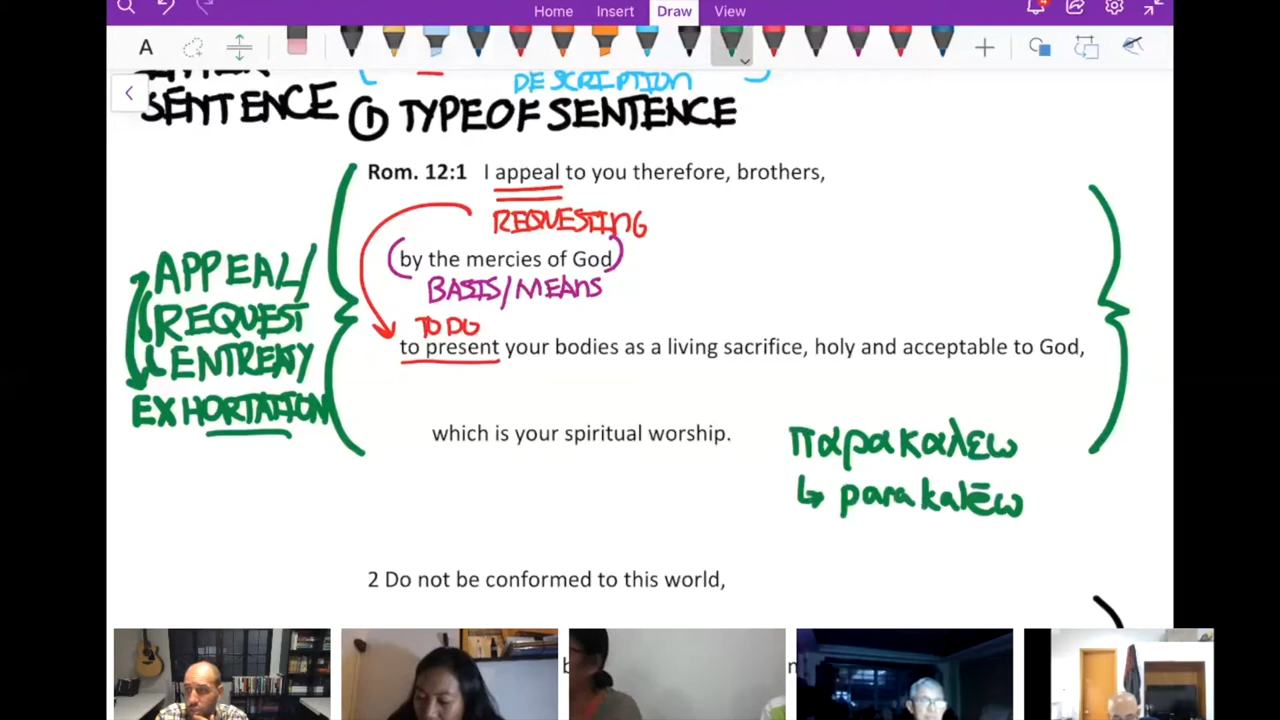 Home Insert Draw View
A
DESCRIPTION
SENTENCE ① TYPE OF SENTENCE
Rom. 12:1 I appeal to you therefore, brothers,
REQUESTING
by the mercies of God
BASIS/MEANS
APPEAL/
REQUEST
ENTREATY
EXHORTATION
TO DO
to present your bodies as a living sacrifice, holy and acceptable to God,
which is your spiritual worship.
παρακαλεω
↳ parakalēω
2 Do not be conformed to this world,